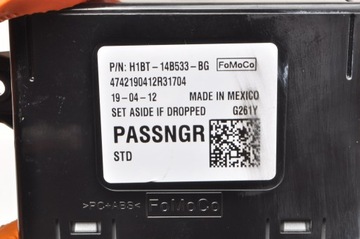 P/N: H1BT-14B533-BG FoMoCo
4742190412R31704
19-04-12 MADE IN MEXICO
SET ASIDE IF DROPPED G261Y
PASSNGR
STD
>PC+ABS< FoMoCo